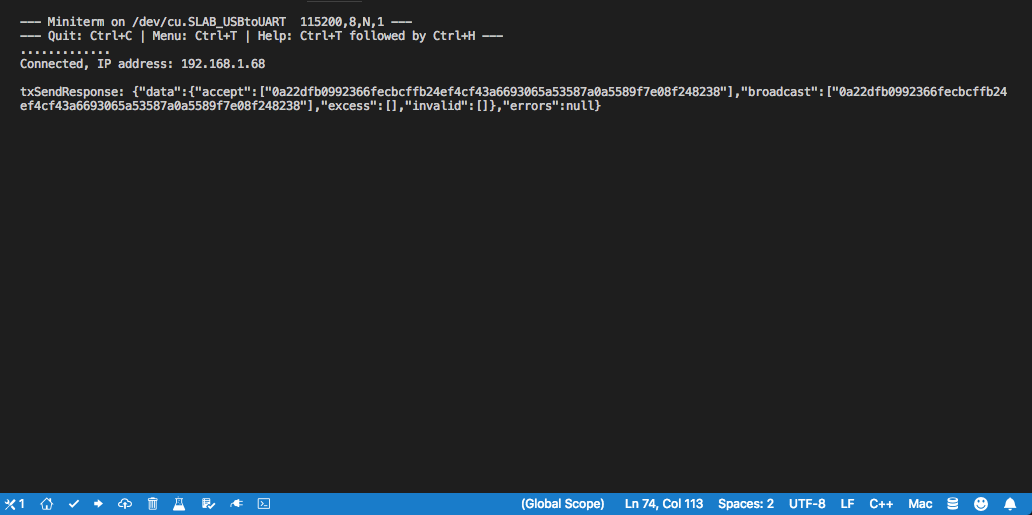 --- Miniterm on /dev/cu.SLAB_USBtoUART  115200,8,N,1 ---
--- Quit: Ctrl+C | Menu: Ctrl+T | Help: Ctrl+T followed by Ctrl+H ---
.............
Connected, IP address: 192.168.1.68
txSendResponse: {"data":{"accept":["0a22dfb0992366fecbcffb24ef4cf43a6693065a53587a0a5589f7e08f248238"],"broadcast":["0a22dfb0992366fecbcffb24
ef4cf43a6693065a53587a0a5589f7e08f248238"],"excess":[],"invalid":[]},"errors":null}
1 (Global Scope) Ln 74, Col 113 Spaces: 2 UTF-8 LF C++ Mac